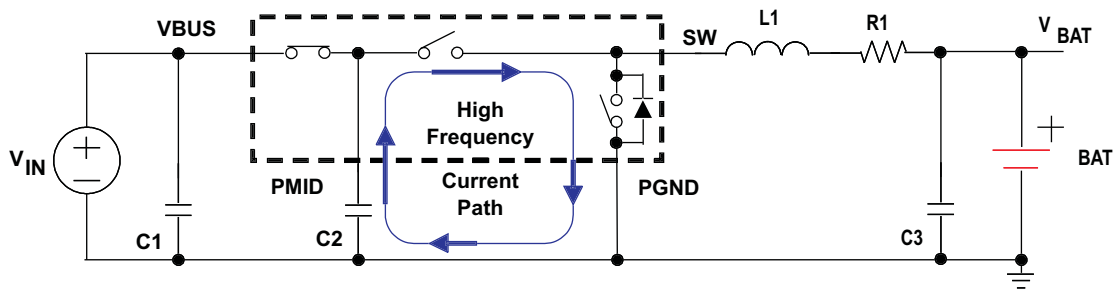 VBUS
SW
L1
R1
V BAT
High
Frequency
Current
Path
V IN
+
−
PMID
PGND
+
BAT
C1
C2
C3